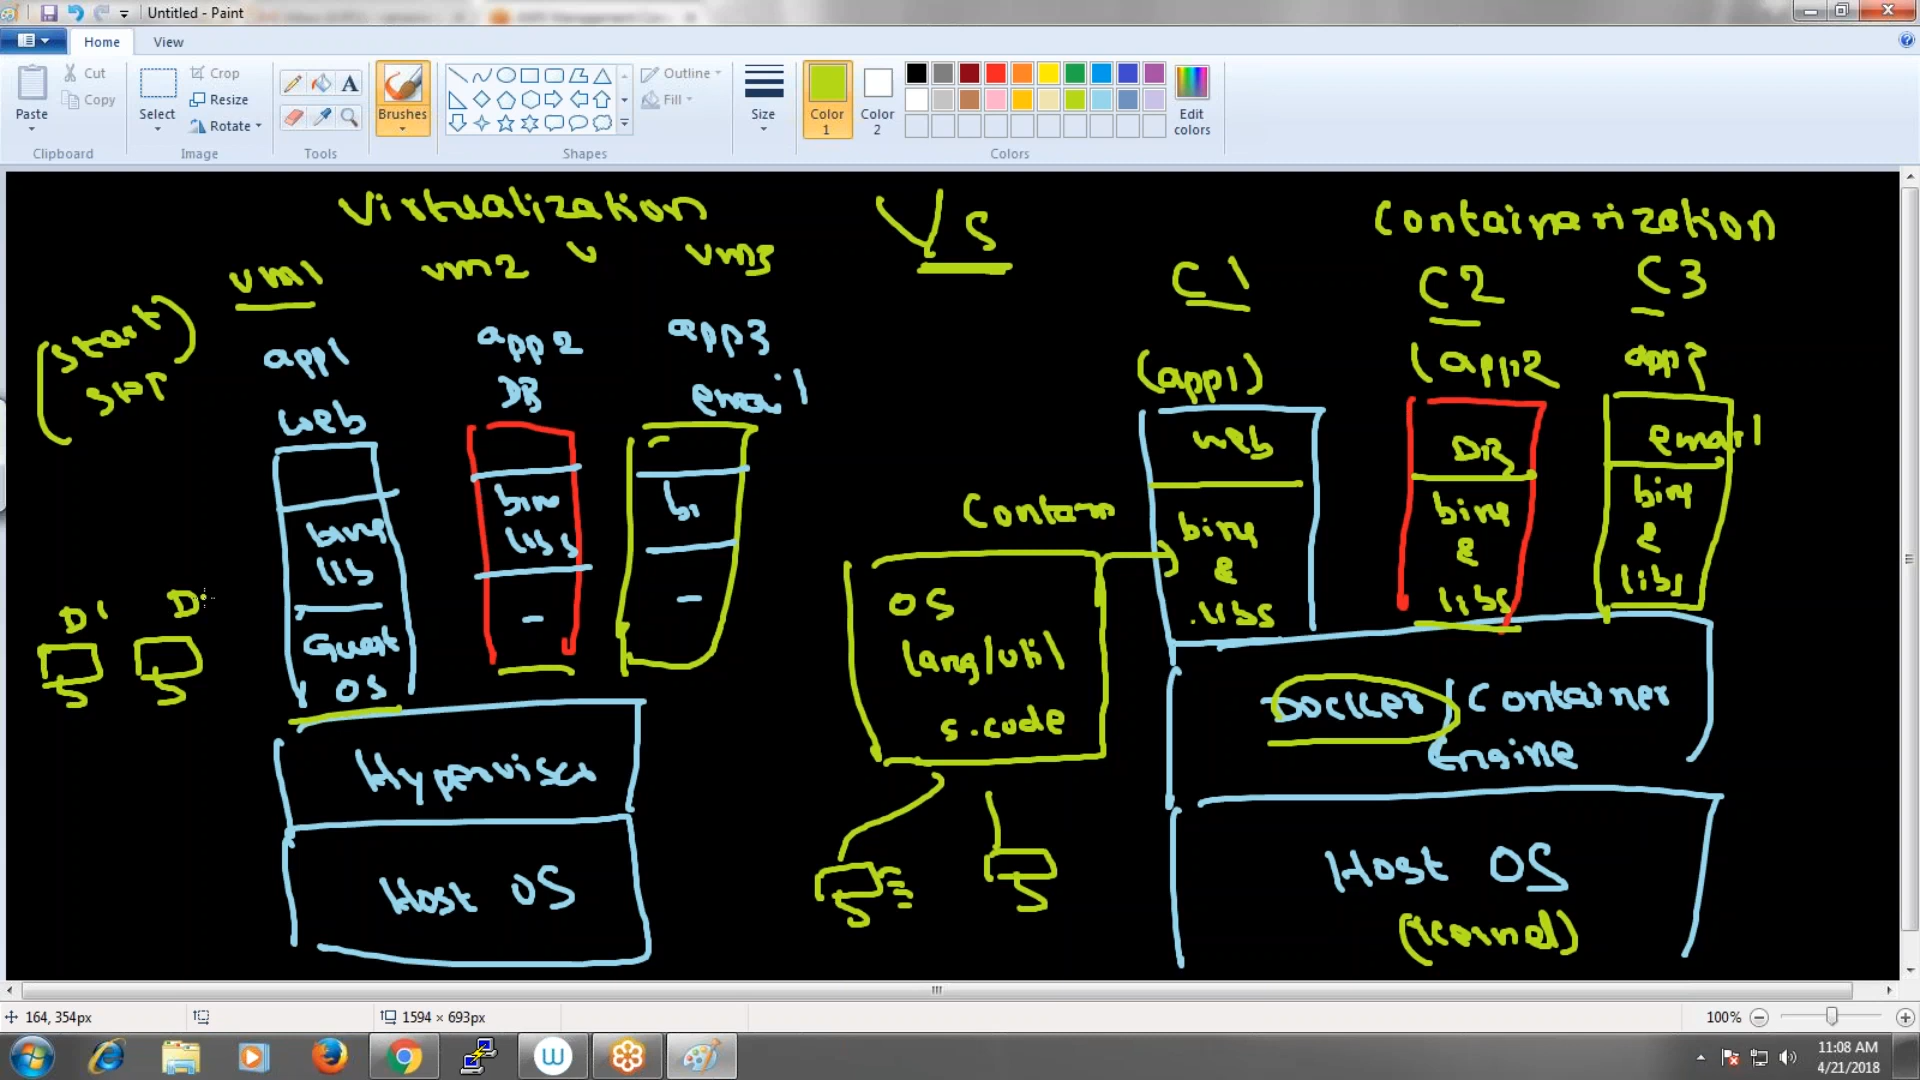 Untitled - Paint
Home
View
Paste
Cut
Copy
Clipboard
Select
Crop
Resize
Rotate
Image
Tools
Brushes
Outline
Fill
Shapes
Size
Color 1
Color 2
Edit colors
Colors
Virtualization
Vs
Containerization
vm1
vm2
v
vm3
C1
C2
C3
(Start)
Stop
app1
app2
app3
(app1)
(app2
app3
web
DB
email
web
DB
email
bins
lib
bins
libs
bi
Contain
bins
&
libs
bins
&
libs
bins
&
libs
D1
D
Guest
OS
OS
lang/util
s.code
Docker / Container
Engine
Host OS
Host OS
(kernel)
164, 354px
1594 × 693px
100%
11:08 AM
4/21/2018